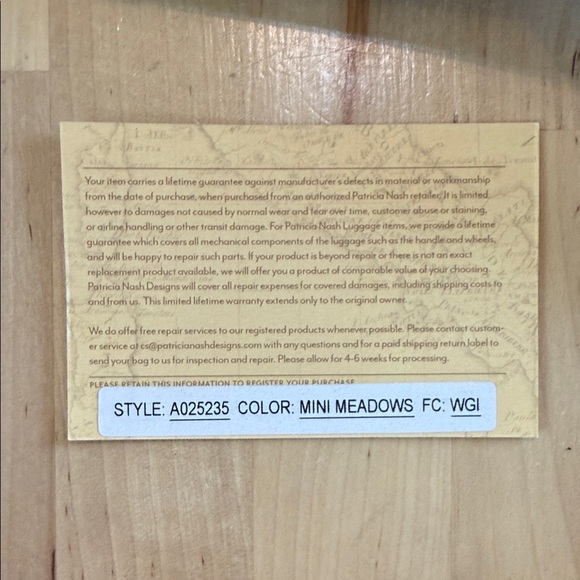 Your item carries a lifetime guarantee against manufacturer's defects in material or workmanship
from the date of purchase, when purchased from an authorized Patricia Nash retailer. It is limited,
however to damages not caused by normal wear and tear over time, customer abuse or staining,
or airline handling or other transit damage. For Patricia Nash Luggage items, we provide a lifetime
guarantee which covers all mechanical components of the luggage such as the handle and wheels,
and will be happy to repair such parts. If your product is beyond repair or there is not an exact
replacement product available, we will offer you a product of comparable value of your choosing.
Patricia Nash Designs will cover all repair expenses for covered damages, including shipping costs to
and from us. This limited lifetime warranty extends only to the original owner.
We do offer free repair services to our registered products whenever possible. Please contact custom-
er service at cs@patricianashdesigns.com with any questions and for a paid shipping return label to
send your bag to us for inspection and repair. Please allow for 4-6 weeks for processing.
PLEASE RETAIN THIS INFORMATION TO REGISTER YOUR PURCHASE
STYLE: A025235 COLOR: MINI MEADOWS FC: WGI